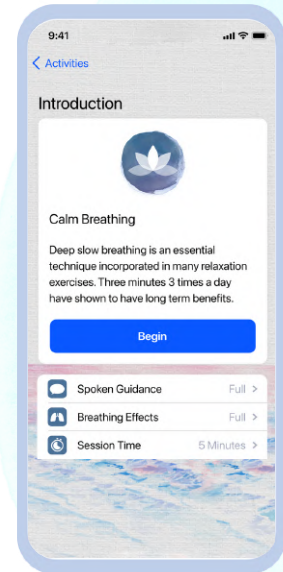 9:41
Activities
Introduction
Calm Breathing
Deep slow breathing is an essential
technique incorporated in many relaxation
exercises. Three minutes 3 times a day
have shown to have long term benefits.
Begin
Spoken Guidance Full
Breathing Effects Full
Session Time 5 Minutes